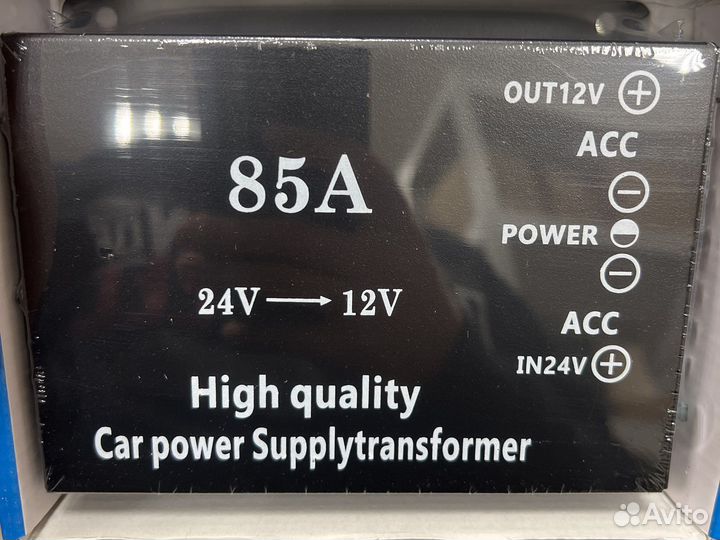 85A
24V → 12V
High quality
Car power Supplytransformer
OUT12V ⊕
ACC
⊖
POWER
⊖
ACC
IN24V ⊕
Avito